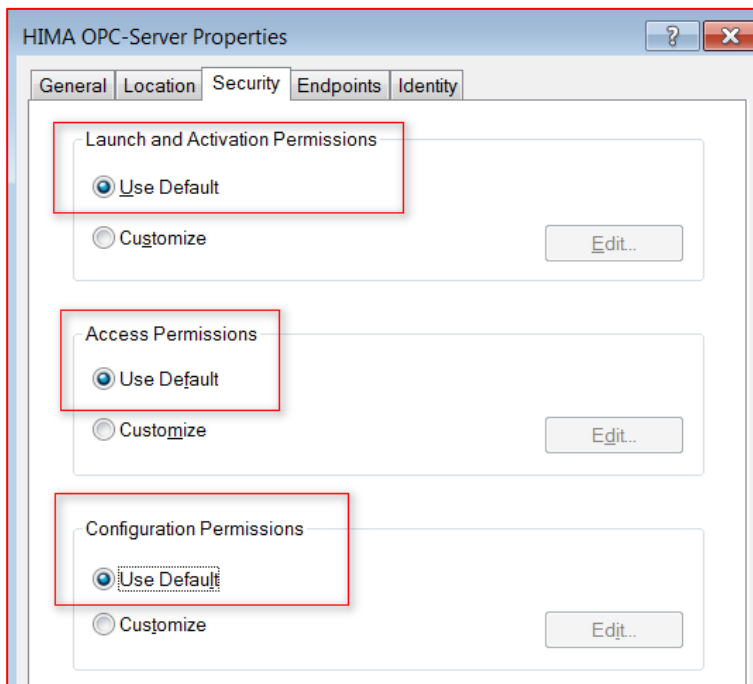 HIMA OPC-Server Properties
General Location Security Endpoints Identity
Launch and Activation Permissions
Use Default
Customize
Edit...
Access Permissions
Use Default
Customize
Edit...
Configuration Permissions
Use Default
Customize
Edit...